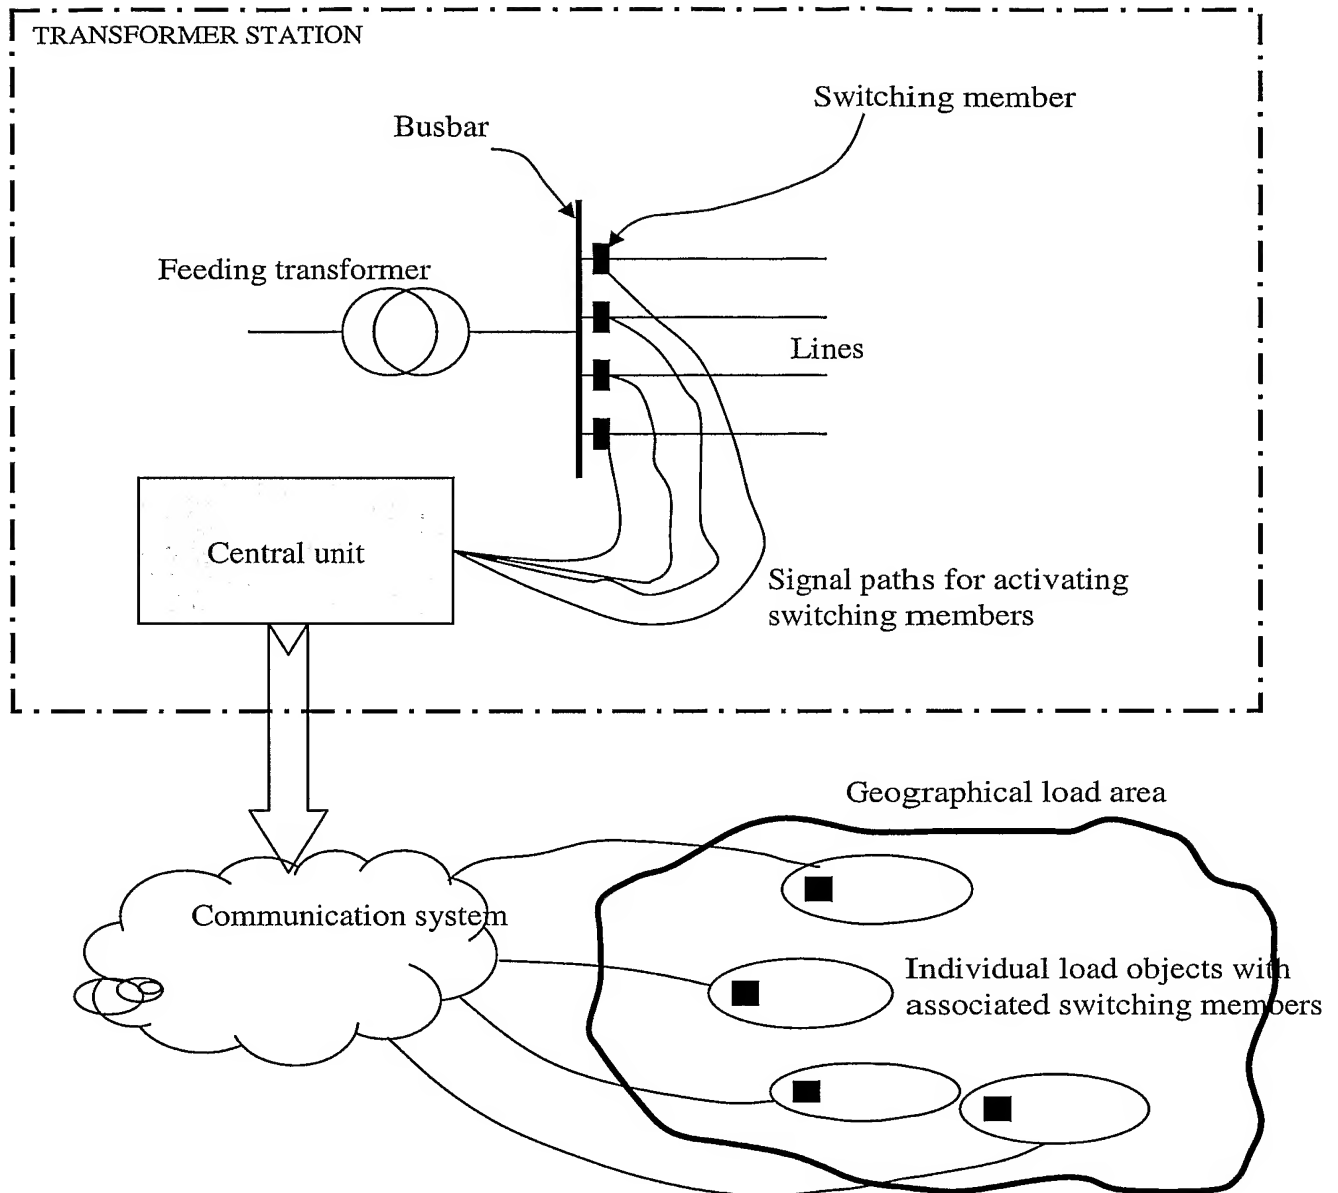 TRANSFORMER STATION
Switching member
Busbar
Feeding transformer
Lines
Central unit
Signal paths for activating
switching members
Geographical load area
Communication system
Individual load objects with
associated switching members